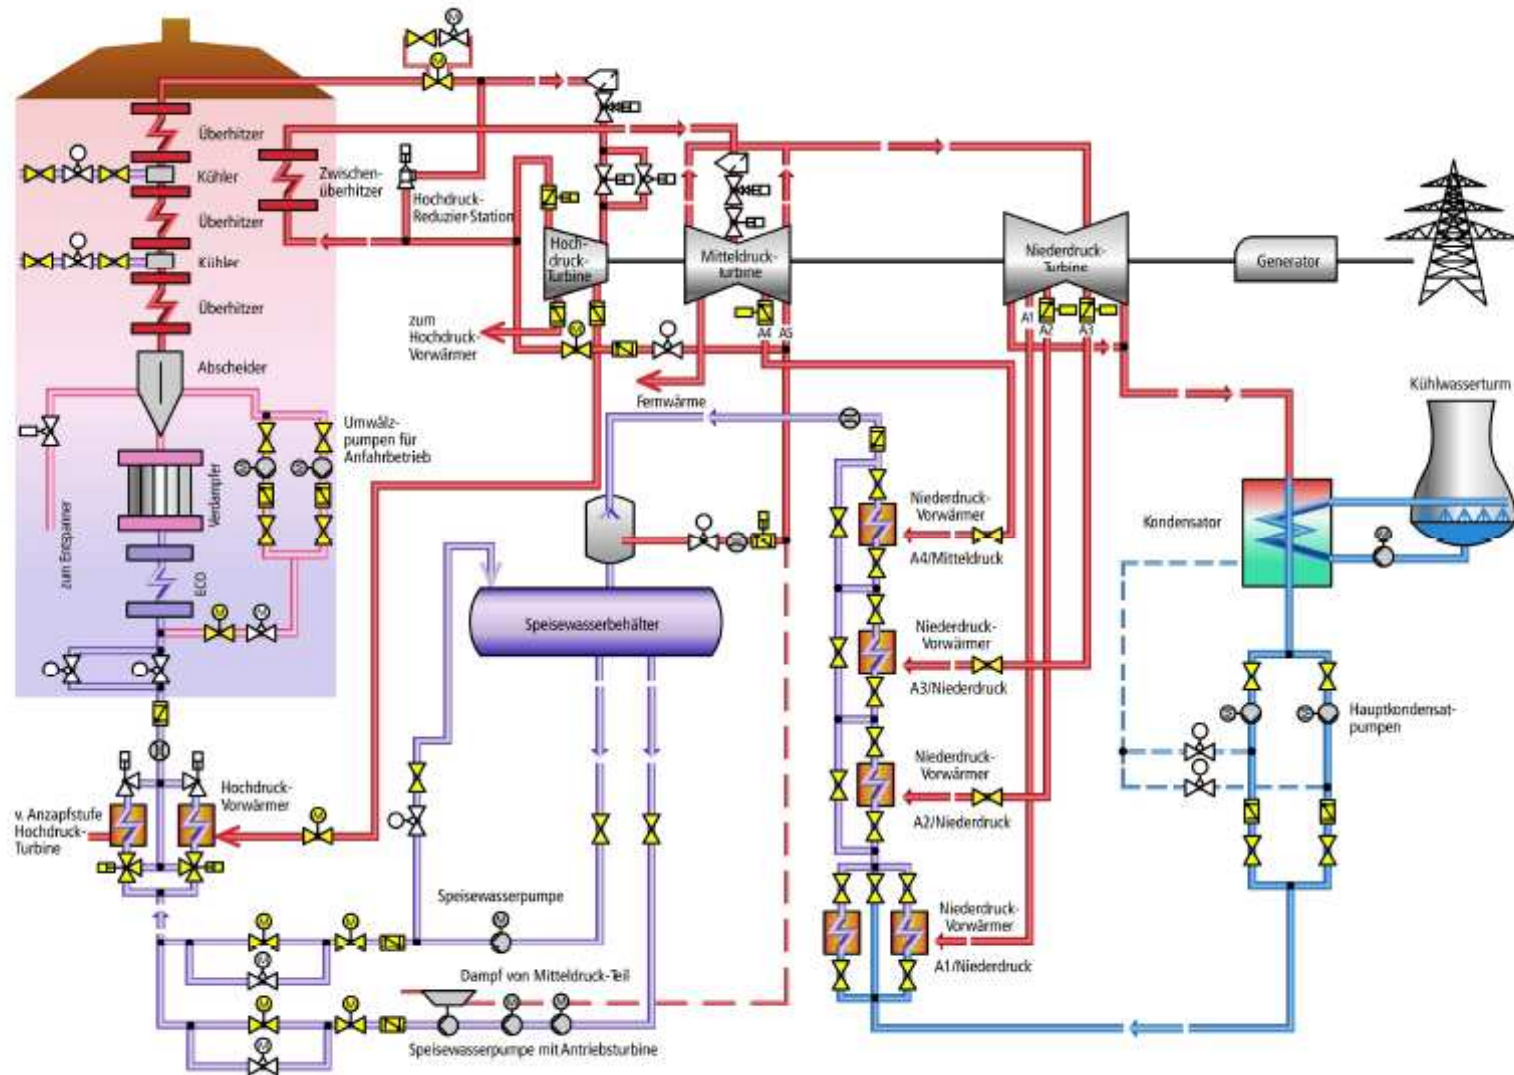 Überhitzer
Kühler
Überhitzer
Kühler
Überhitzer
Zwischen-
überhitzer
Hochdruck-
Reduzier-Station
Hoch-
druck-
Turbine
Mitteldruck-
turbine
Niederdruck-
Turbine
Generator
zum
Hochdruck-
Vorwärmer
A4
A5
A1
A2
A3
Fernwärme
Abscheider
Umwälz-
pumpen für
Anfahrbetrieb
Verdampfer
zum Entspanner
ECO
Kühlwasserturm
Kondensator
Niederdruck-
Vorwärmer
A4/Mitteldruck
Speisewasserbehälter
Niederdruck-
Vorwärmer
A3/Niederdruck
Hauptkondensat-
pumpen
Niederdruck-
Vorwärmer
A2/Niederdruck
Hochdruck-
Vorwärmer
v. Anzapfstufe
Hochdruck-
Turbine
Speisewasserpumpe
Niederdruck-
Vorwärmer
A1/Niederdruck
Dampf von Mitteldruck-Teil
Speisewasserpumpe mit Antriebsturbine